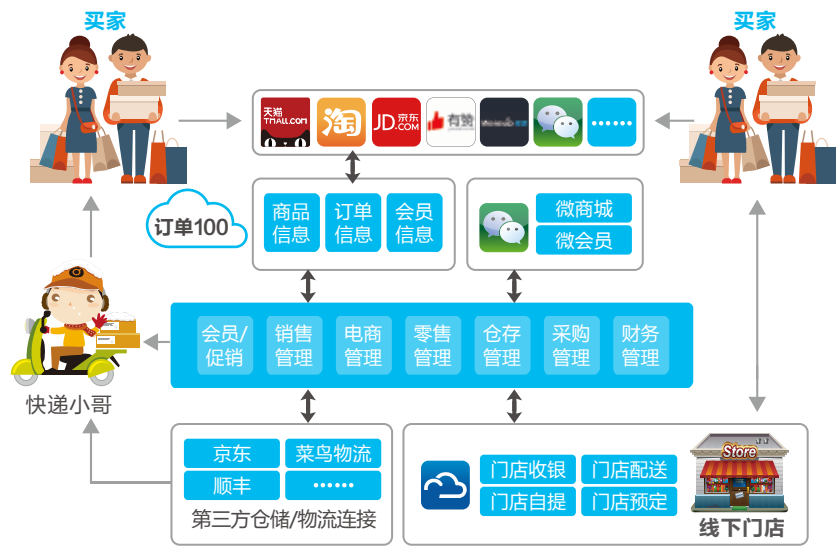 买家
买家
天猫
TMALL.COM
淘
JD 京东
.COM
有赞
......
订单100
商品
信息
订单
信息
会员
信息
微商城
微会员
会员/
促销
销售
管理
电商
管理
零售
管理
仓存
管理
采购
管理
财务
管理
快递小哥
京东
菜鸟物流
顺丰
......
第三方仓储/物流连接
门店收银
门店配送
门店自提
门店预定
Store
线下门店